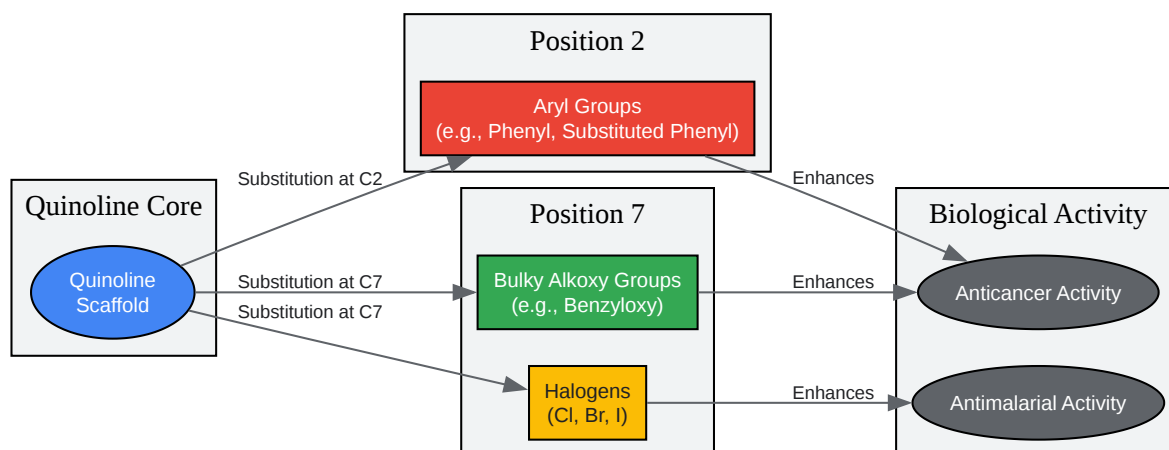 Position 2
Aryl Groups
(e.g., Phenyl, Substituted Phenyl)
Substitution at C2
Enhances
Quinoline Core
Position 7
Biological Activity
Quinoline
Scaffold
Substitution at C7
Bulky Alkoxy Groups
(e.g., Benzyloxy)
Enhances
Anticancer Activity
Substitution at C7
Halogens
(Cl, Br, I)
Enhances
Antimalarial Activity